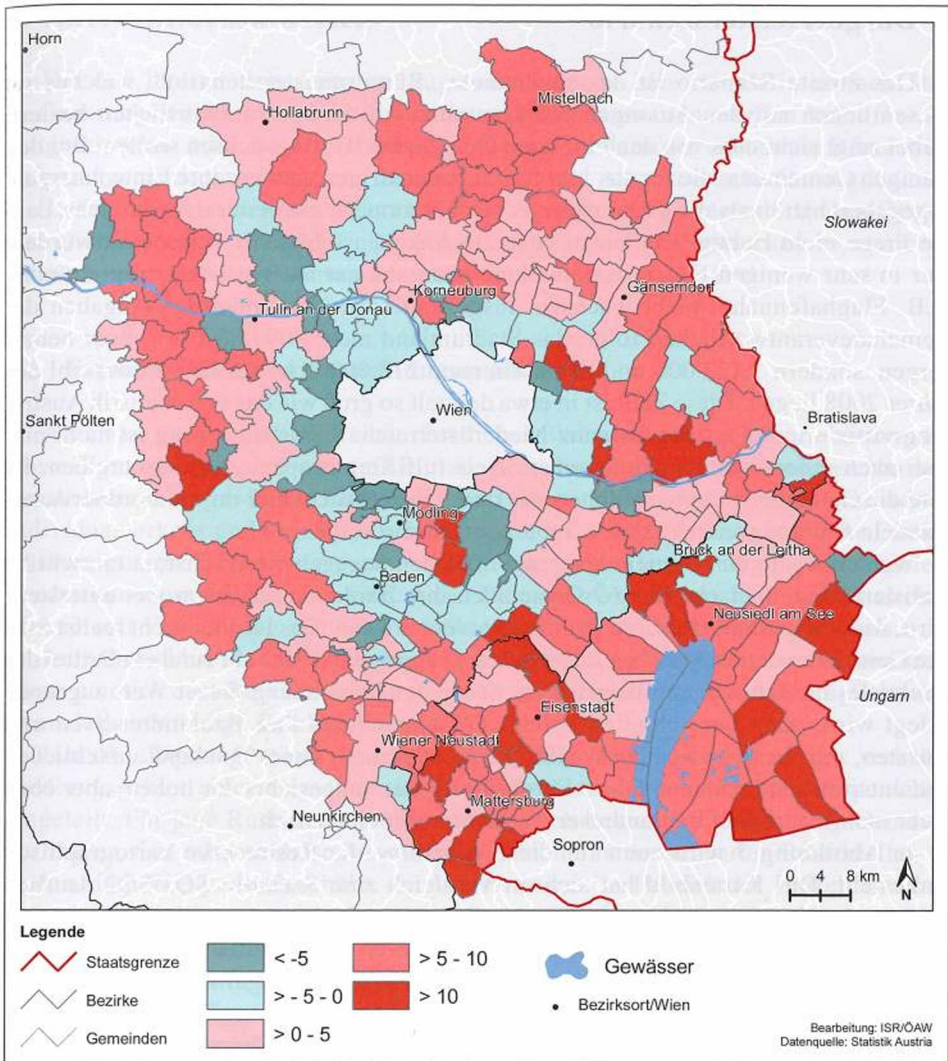 Horn
Hollabrunn
Mistelbach
Slowakei
Korneuburg
Gänserndorf
Tulln an der Donau
Wien
Bratislava
Sankt Pölten
Mödling
Bruck an der Leitha
Baden
Neusiedl am See
Ungarn
Eisenstadt
Wiener Neustadt
Mattersburg
Neunkirchen
Sopron
0 4 8 km
N
Legende
Staatsgrenze
Bezirke
Gemeinden
< -5
> - 5 - 0
> 0 - 5
> 5 - 10
> 10
Gewässer
Bezirksort/Wien
Bearbeitung: ISR/ÖAW
Datenquelle: Statistik Austria